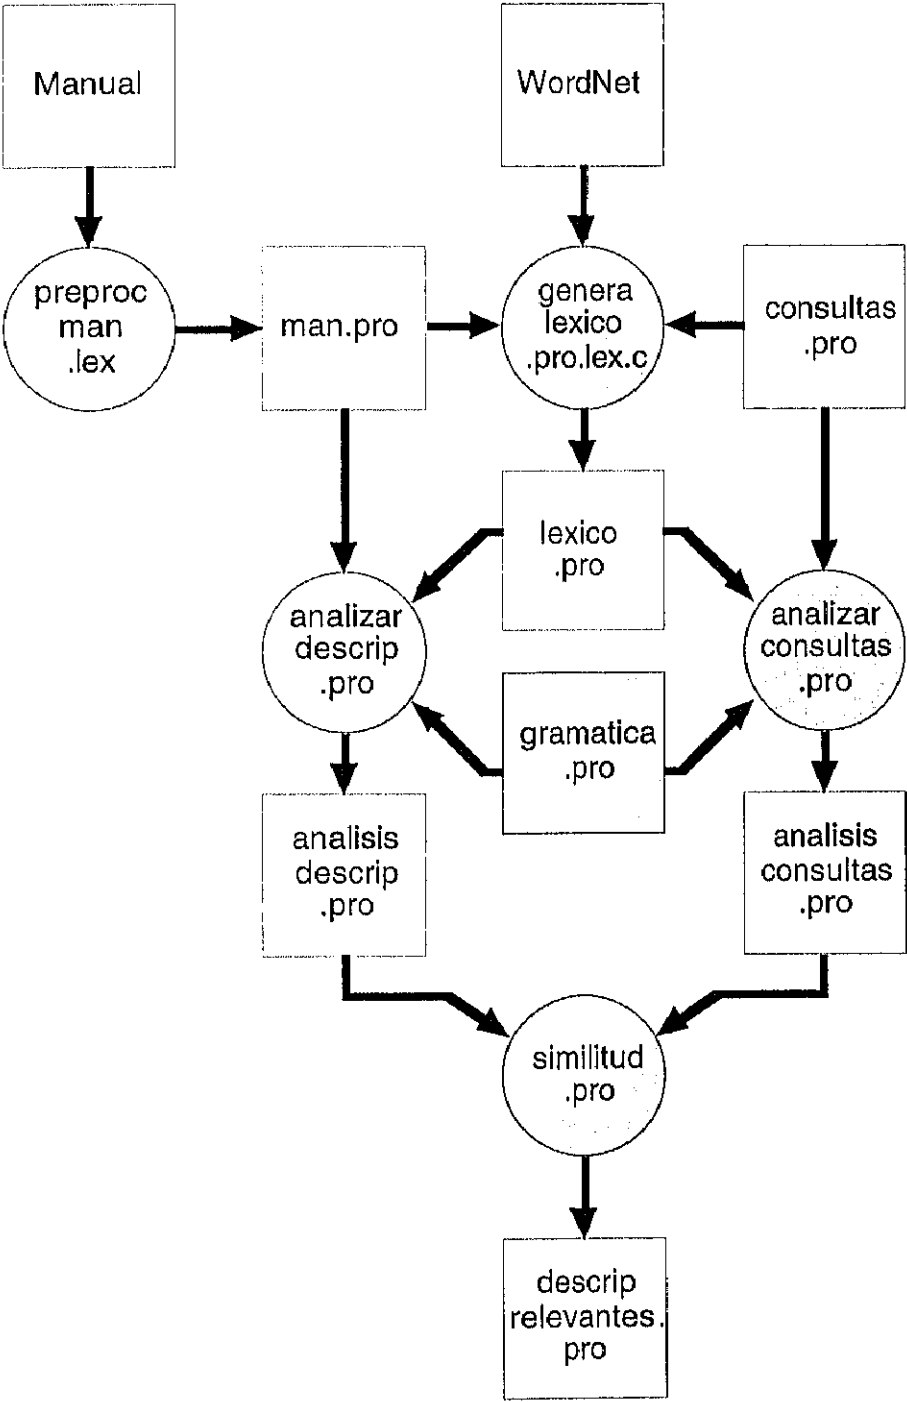 Manual
WordNet
preproc
man
.lex
man.pro
genera
lexico
.pro.lex.c
consultas
.pro
lexico
.pro
analizar
descrip
.pro
analizar
consultas
.pro
gramatica
.pro
analisis
descrip
.pro
analisis
consultas
.pro
similitud
.pro
descrip
relevantes.
pro